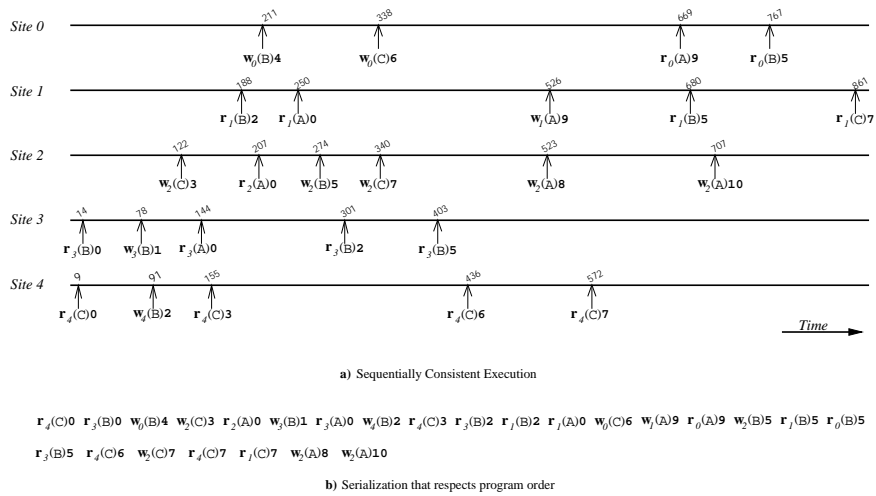 Site 0
211 338 669 767
w0(B)4 w0(C)6 r0(A)9 r0(B)5
Site 1
188 250 526 680 861
r1(B)2 r1(A)0 w1(A)9 r1(B)5 r1(C)7
Site 2
122 207 274 340 523 707
w2(C)3 r2(A)0 w2(B)5 w2(C)7 w2(A)8 w2(A)10
Site 3
14 78 144 301 403
r3(B)0 w3(B)1 r3(A)0 r3(B)2 r3(B)5
Site 4
9 91 155 436 572
r4(C)0 w4(B)2 r4(C)3 r4(C)6 r4(C)7
Time
a) Sequentially Consistent Execution
r4(C)0 r3(B)0 w0(B)4 w2(C)3 r2(A)0 w3(B)1 r3(A)0 w4(B)2 r4(C)3 r3(B)2 r1(B)2 r1(A)0 w0(C)6 w1(A)9 r0(A)9 w2(B)5 r1(B)5 r0(B)5
r3(B)5 r4(C)6 w2(C)7 r4(C)7 r1(C)7 w2(A)8 w2(A)10
b) Serialization that respects program order